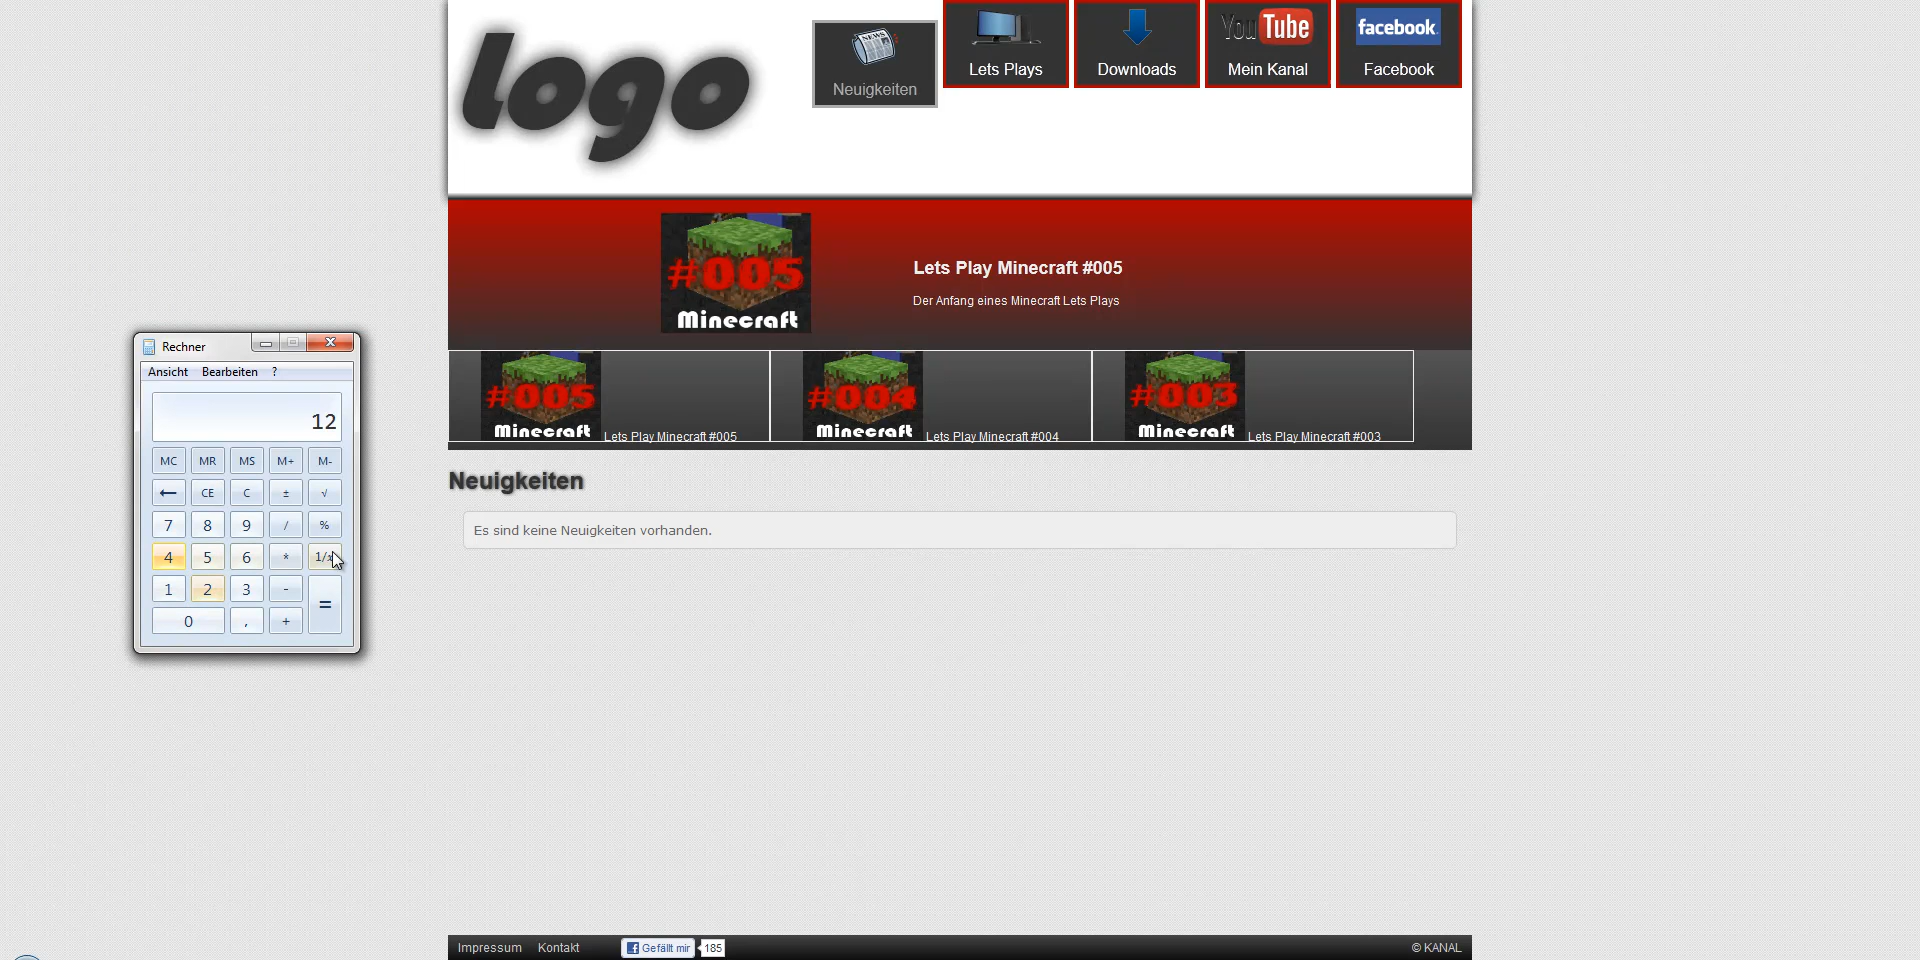 logo
NEWS
Neuigkeiten
Lets Plays
Downloads
YouTube
Mein Kanal
facebook
Facebook
#005
Minecraft
Lets Play Minecraft #005
Der Anfang eines Minecraft Lets Plays
#005
Minecraft
Lets Play Minecraft #005
#004
Minecraft
Lets Play Minecraft #004
#003
Minecraft
Lets Play Minecraft #003
Rechner
Ansicht Bearbeiten ?
12
MC MR MS M+ M-
← CE C ± √
7 8 9 / %
4 5 6 * 1/x
1 2 3 - =
0 , +
Neuigkeiten
Es sind keine Neuigkeiten vorhanden.
Impressum Kontakt Gefällt mir 185 © KANAL